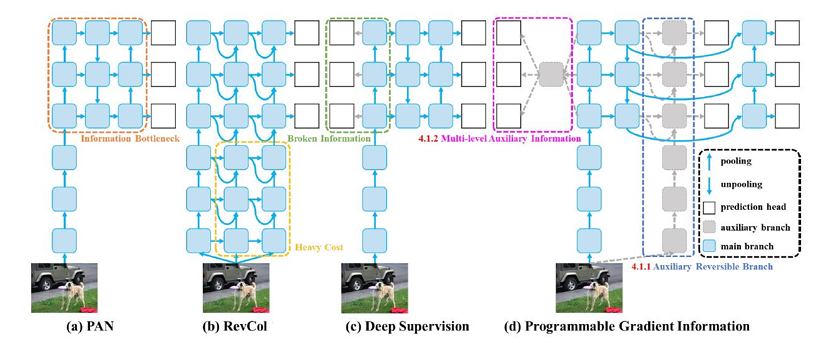 Information Bottleneck
Broken Information
4.1.2 Multi-level Auxiliary Information
Heavy Cost
pooling
unpooling
prediction head
auxiliary branch
main branch
4.1.1 Auxiliary Reversible Branch
(a) PAN
(b) RevCol
(c) Deep Supervision
(d) Programmable Gradient Information